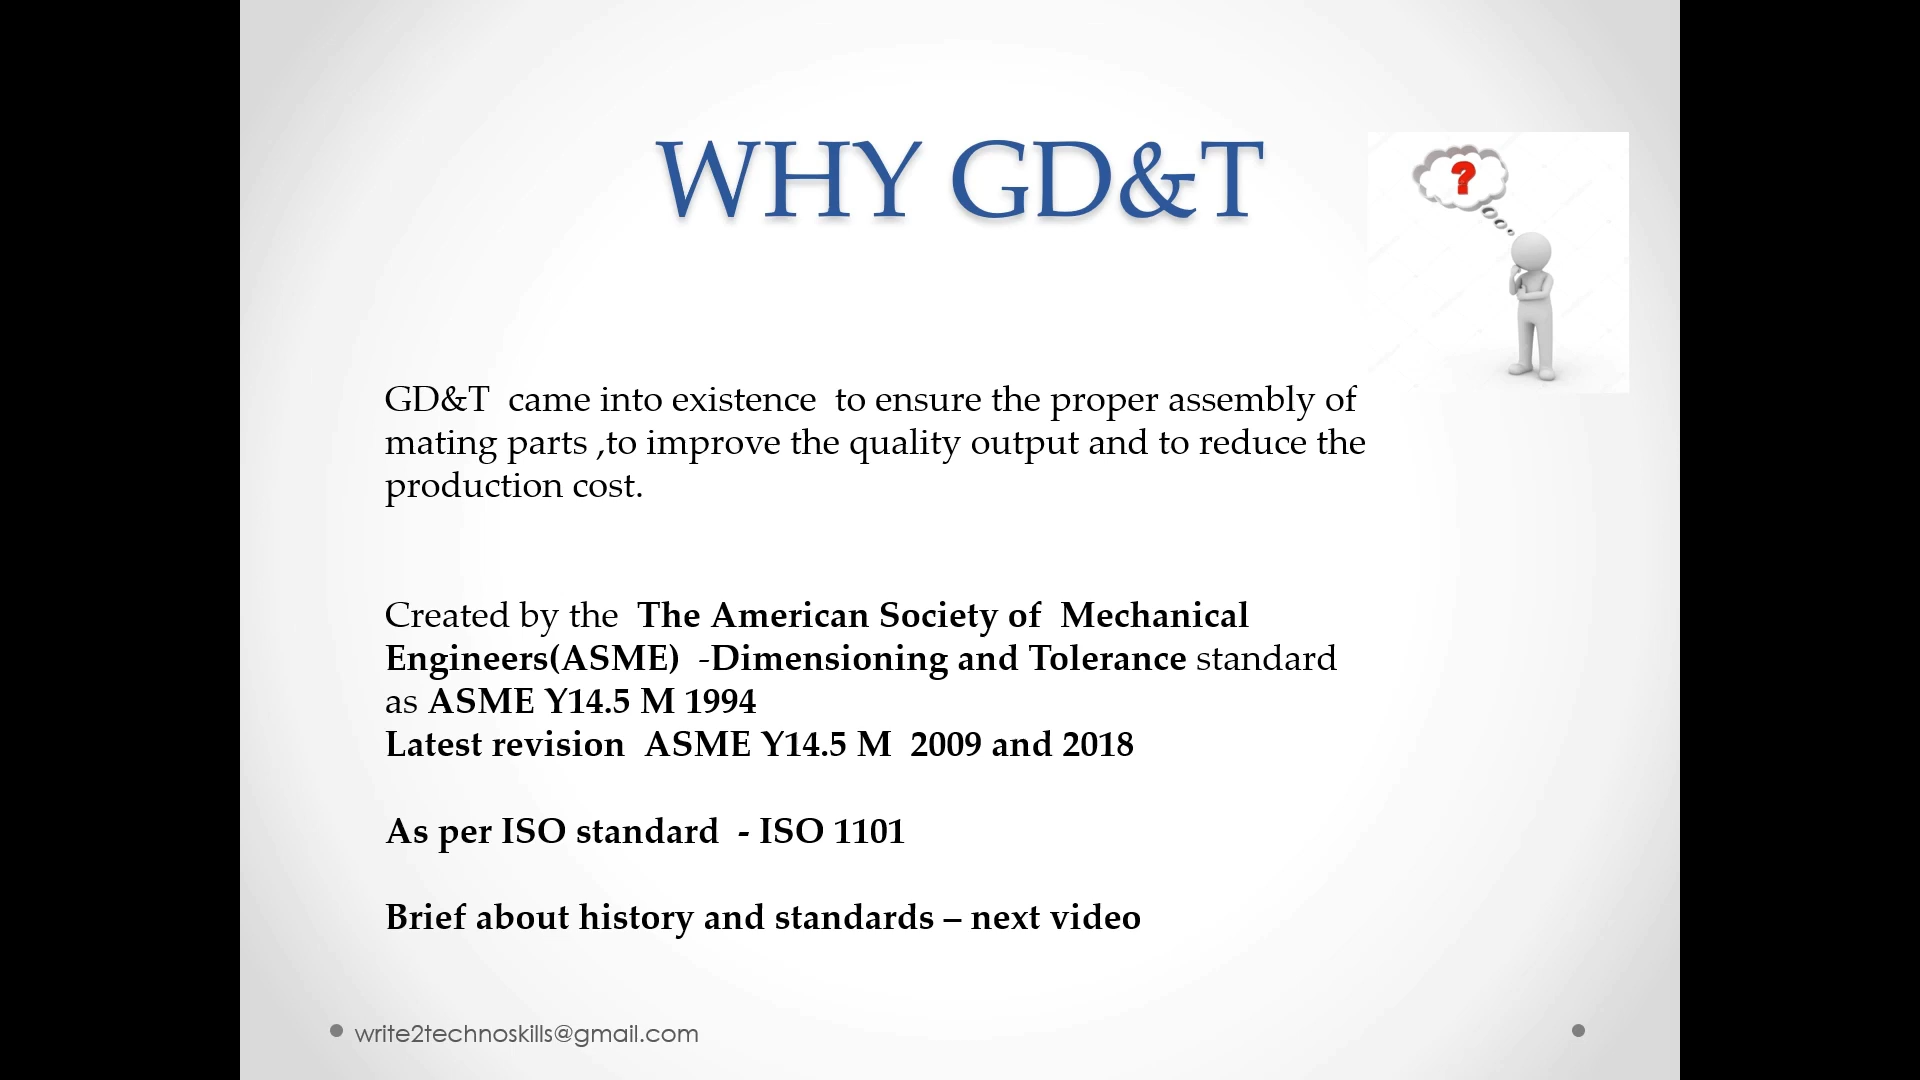 WHY GD&T
?
GD&T came into existence to ensure the proper assembly of
mating parts ,to improve the quality output and to reduce the
production cost.
Created by the The American Society of Mechanical
Engineers(ASME) -Dimensioning and Tolerance standard
as ASME Y14.5 M 1994
Latest revision ASME Y14.5 M 2009 and 2018
As per ISO standard - ISO 1101
Brief about history and standards – next video
write2technoskills@gmail.com